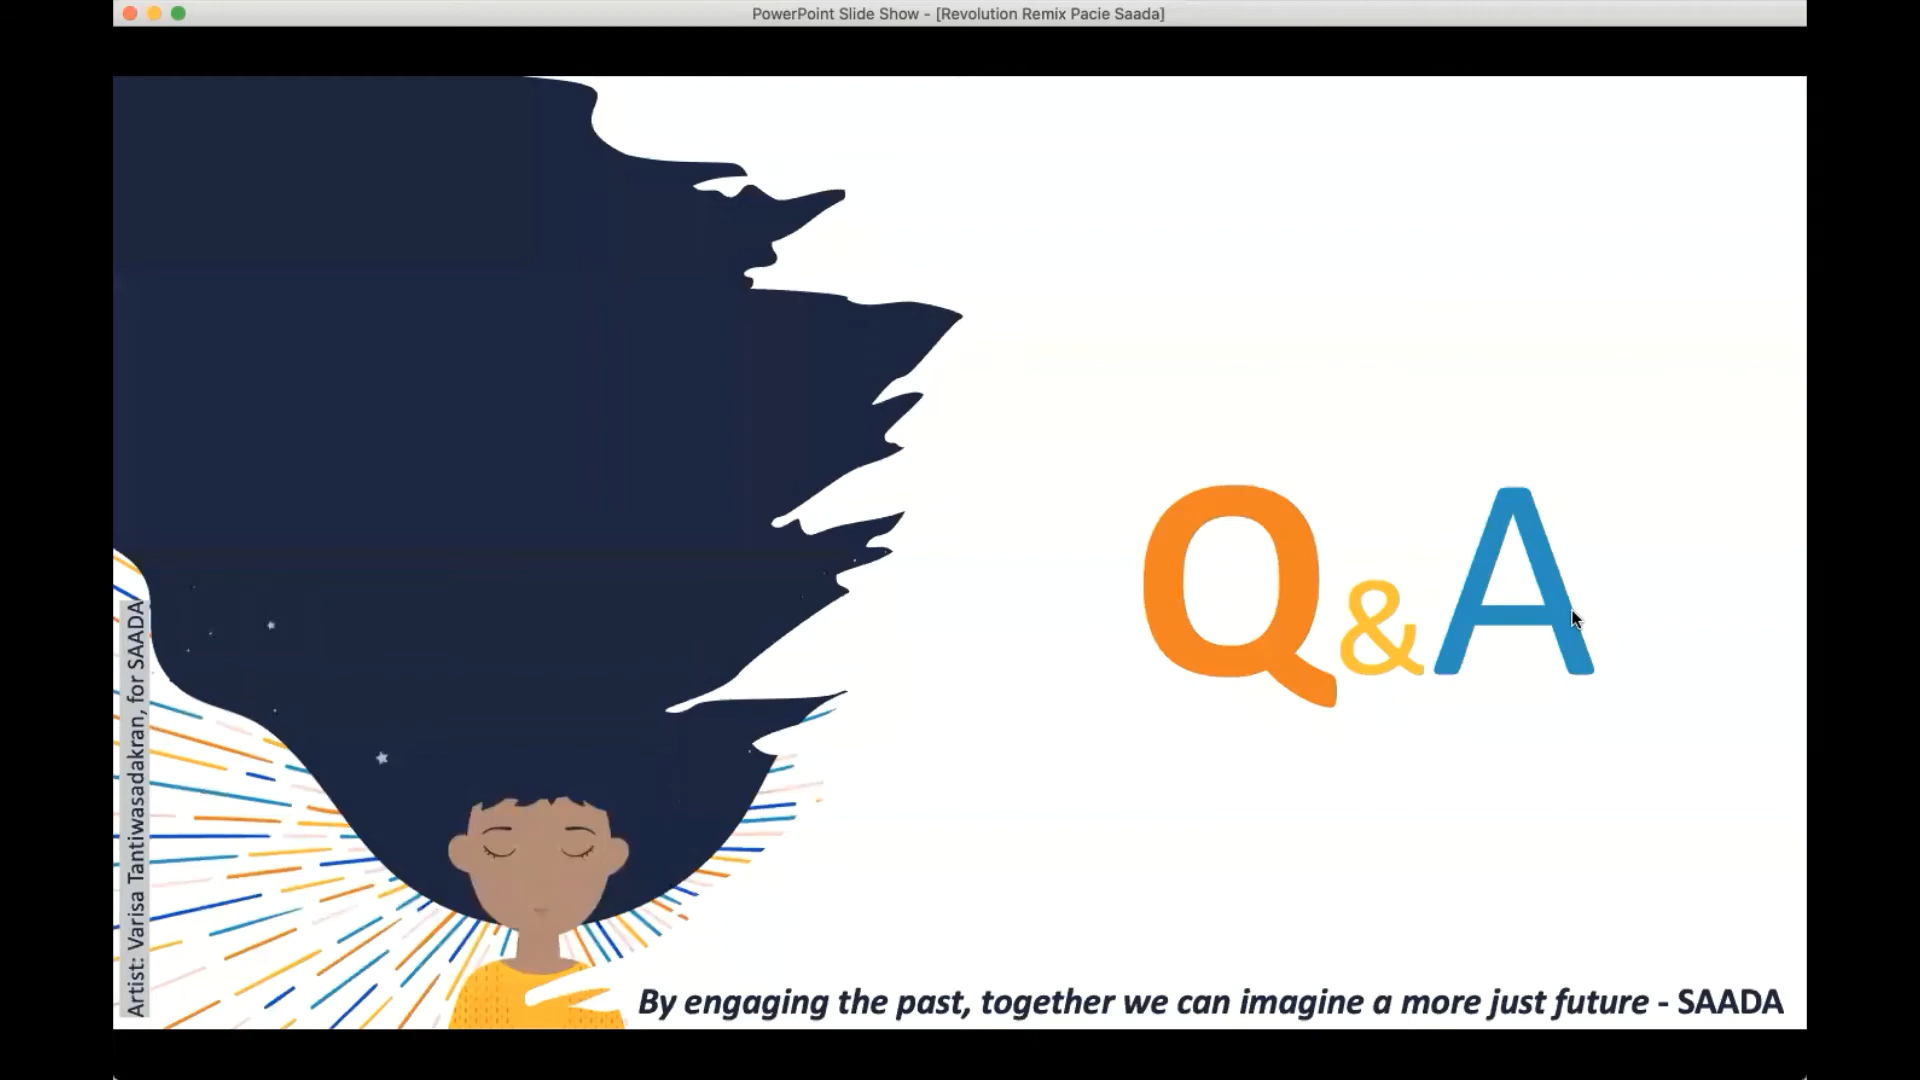 PowerPoint Slide Show - [Revolution Remix Pacie Saada]
Q&A
Artist: Varisa Tantiwasadakran, for SAADA
By engaging the past, together we can imagine a more just future - SAADA